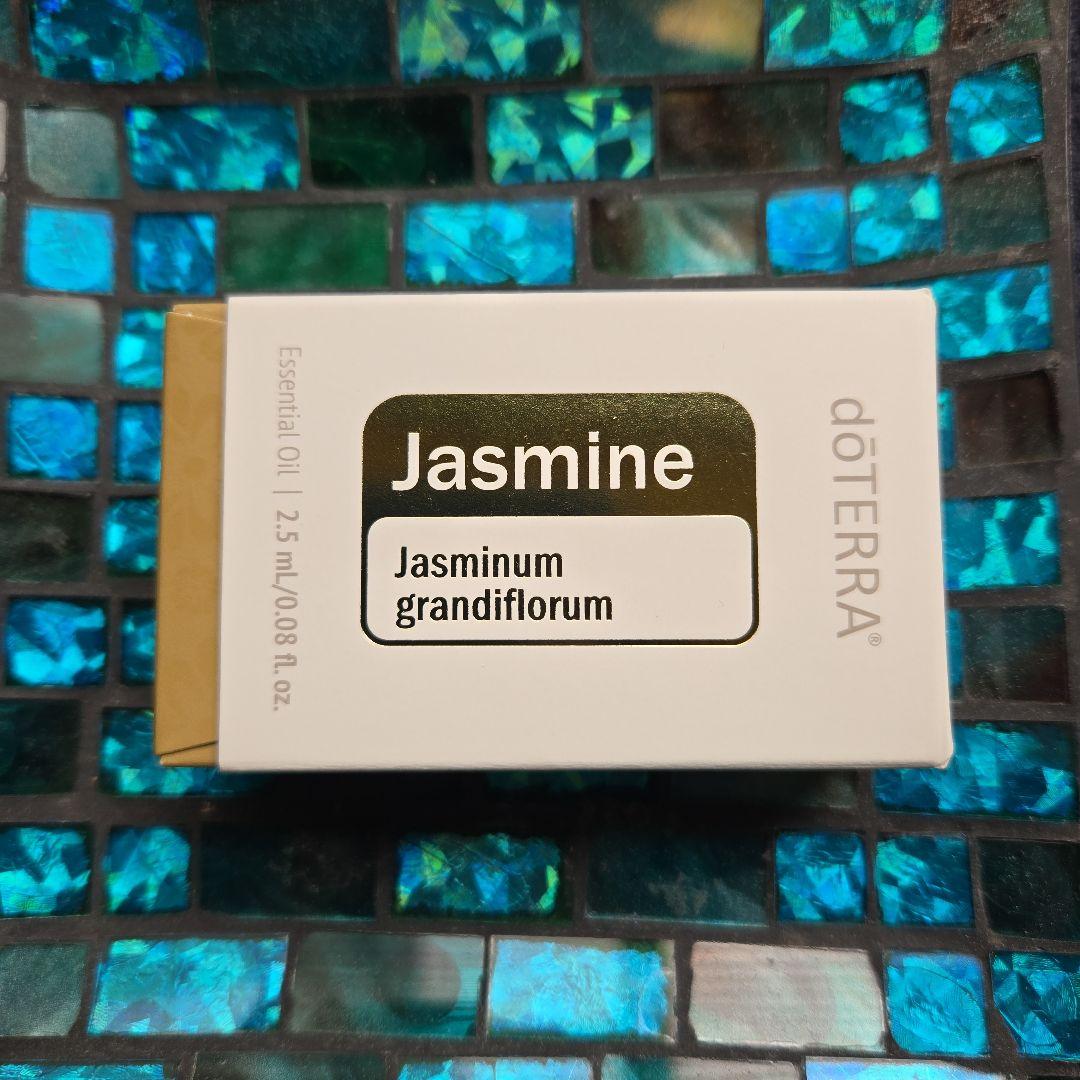 Essential Oil | 2.5 mL/0.08 fl. oz.
Jasmine
Jasminum
grandiflorum
dōTERRA®